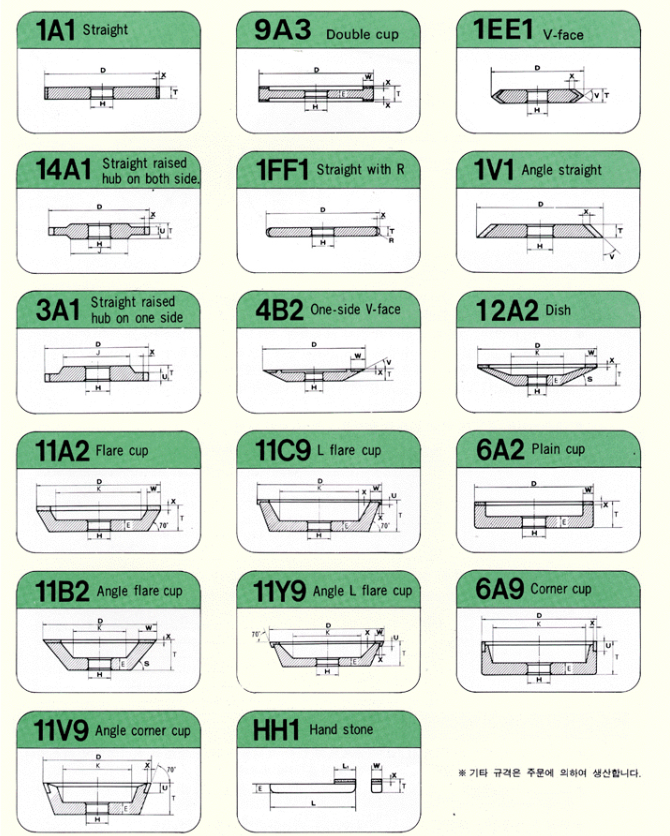 1A1 Straight
D
X
T
H
9A3 Double cup
D
W
X
T
E
H
X
1EE1 V-face
D
X
V T
H
14A1 Straight raised
hub on both side.
D
X
U T
H
J
1FF1 Straight with R
D
X
T
H
R
1V1 Angle straight
D
X
T
H
V
3A1 Straight raised
hub on one side
D
J
X
T
U
H
4B2 One-side V-face
D
W
V
X T
H
12A2 Dish
D
K
W
X
T
E
S
H
11A2 Flare cup
D
K
W
X
T
E
70°
H
11C9 L flare cup
D
K
X
W
U
T
X
E
70°
H
6A2 Plain cup
D
W
X
T
E
H
11B2 Angle flare cup
D
K
W
X
T
E
S
H
11Y9 Angle L flare cup
D
70°
K
X
W
U
T
E
X
H
6A9 Corner cup
D
K
X
U
T
E
H
11V9 Angle corner cup
D
K
X
70°
U
T
E
H
HH1 Hand stone
L₁
W
X
E
T
L
※ 기타 규격은 주문에 의하여 생산합니다.